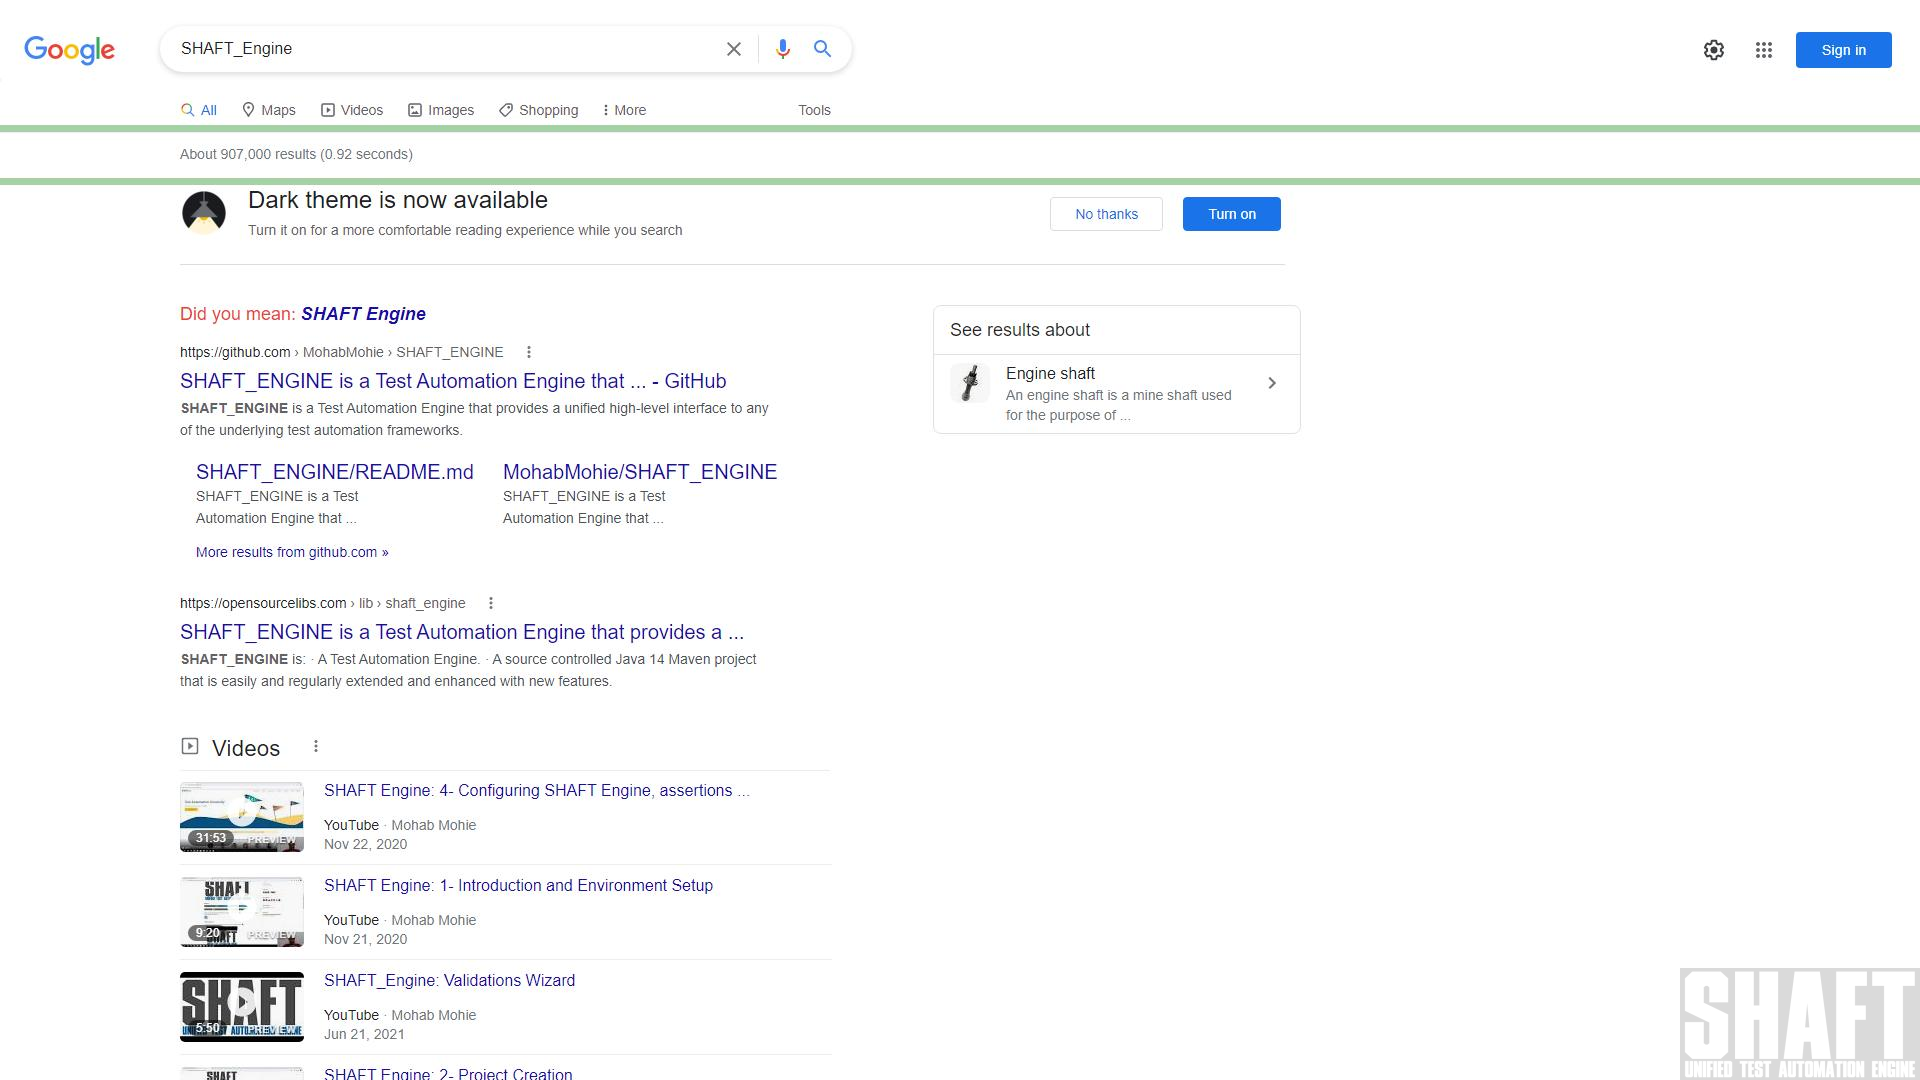 Google
SHAFT_Engine
Sign in
All
Maps
Videos
Images
Shopping
More
Tools
About 907,000 results (0.92 seconds)
Dark theme is now available
Turn it on for a more comfortable reading experience while you search
No thanks
Turn on
Did you mean: SHAFT Engine
https://github.com › MohabMohie › SHAFT_ENGINE
SHAFT_ENGINE is a Test Automation Engine that ... - GitHub
SHAFT_ENGINE is a Test Automation Engine that provides a unified high-level interface to any
of the underlying test automation frameworks.
SHAFT_ENGINE/README.md
SHAFT_ENGINE is a Test
Automation Engine that ...
MohabMohie/SHAFT_ENGINE
SHAFT_ENGINE is a Test
Automation Engine that ...
More results from github.com »
https://opensourcelibs.com › lib › shaft_engine
SHAFT_ENGINE is a Test Automation Engine that provides a ...
SHAFT_ENGINE is: · A Test Automation Engine. · A source controlled Java 14 Maven project
that is easily and regularly extended and enhanced with new features.
Videos
31:53
PREVIEW
SHAFT Engine: 4- Configuring SHAFT Engine, assertions ...
YouTube · Mohab Mohie
Nov 22, 2020
SHAFT
9:20
PREVIEW
SHAFT
SHAFT Engine: 1- Introduction and Environment Setup
YouTube · Mohab Mohie
Nov 21, 2020
SHAFT
5:50
PREVIEW
UNIFIED TEST AUTOMATION ENGINE
SHAFT_Engine: Validations Wizard
YouTube · Mohab Mohie
Jun 21, 2021
SHAFT
SHAFT Engine: 2- Project Creation
See results about
Engine shaft
An engine shaft is a mine shaft used
for the purpose of ...
SHAFT
UNIFIED TEST AUTOMATION ENGINE